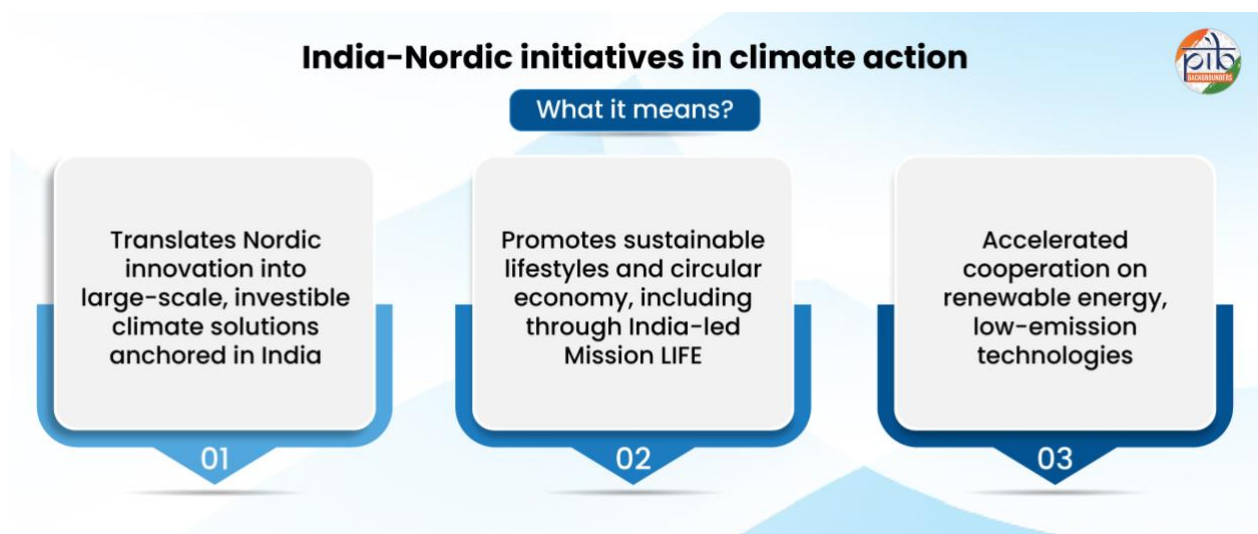 India-Nordic initiatives in climate action
pib
BACKGROUNDERS
What it means?
Translates Nordic
innovation into
large-scale, investible
climate solutions
anchored in India
01
Promotes sustainable
lifestyles and circular
economy, including
through India-led
Mission LIFE
02
Accelerated
cooperation on
renewable energy,
low-emission
technologies
03